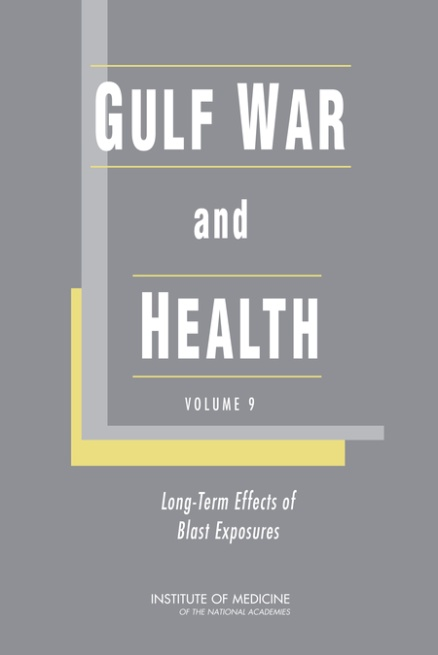 GULF WAR
and
HEALTH
VOLUME 9
Long-Term Effects of
Blast Exposures
INSTITUTE OF MEDICINE
OF THE NATIONAL ACADEMIES